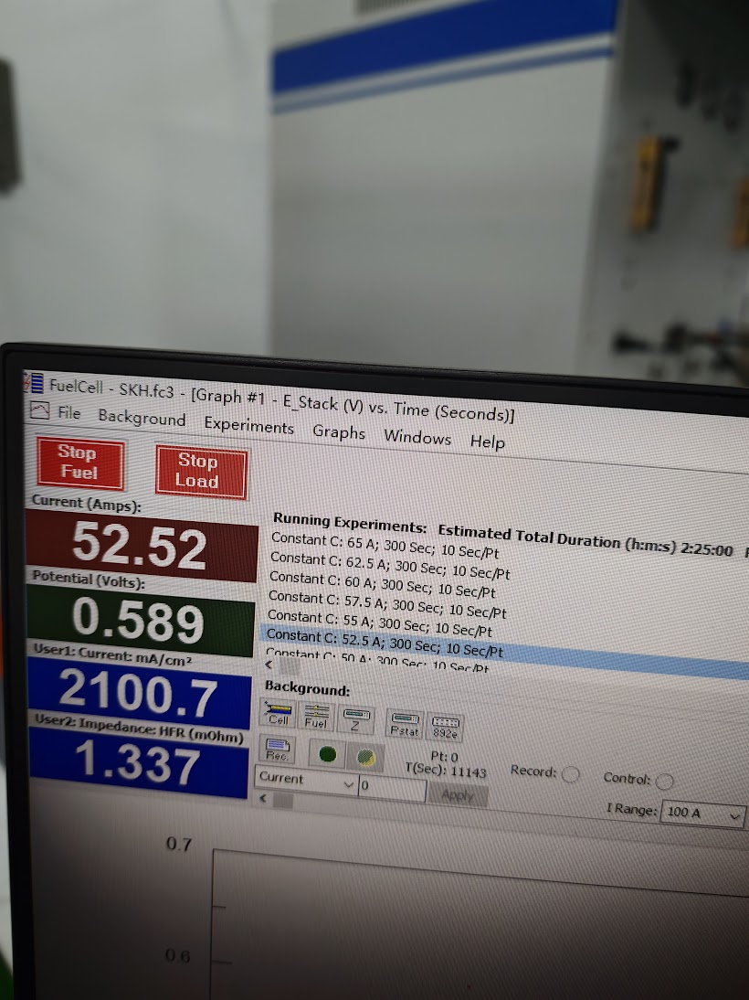 FuelCell - SKH.fc3 - [Graph #1 - E_Stack (V) vs. Time (Seconds)]
File Background Experiments Graphs Windows Help
Stop Fuel
Stop Load
Current (Amps):
52.52
Potential (Volts):
0.589
User1: Current: mA/cm²
2100.7
User2: Impedance: HFR (mOhm)
1.337
Running Experiments: Estimated Total Duration (h:m:s) 2:25:00
Constant C: 65 A; 300 Sec; 10 Sec/Pt
Constant C: 62.5 A; 300 Sec; 10 Sec/Pt
Constant C: 60 A; 300 Sec; 10 Sec/Pt
Constant C: 57.5 A; 300 Sec; 10 Sec/Pt
Constant C: 55 A; 300 Sec; 10 Sec/Pt
Constant C: 52.5 A; 300 Sec; 10 Sec/Pt
Constant C: 50 A; 300 Sec; 10 Sec/Pt
Background:
Cell Fuel Z Pstat 892e
Rec.
Pt: 0
T(Sec): 11143
Record: Control:
Current 0 Apply
I Range: 100 A
0.7
0.6